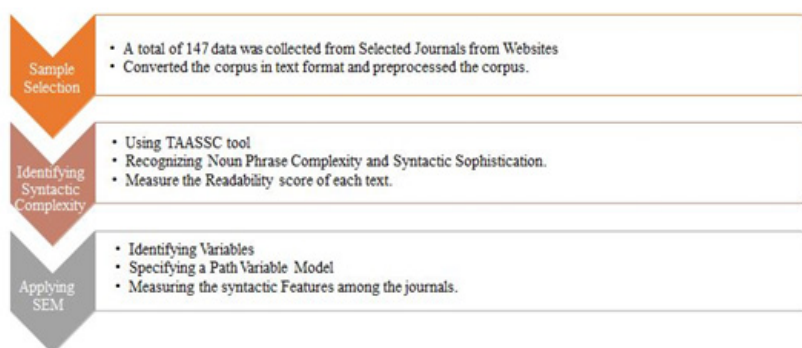 Sample
Selection
• A total of 147 data was collected from Selected Journals from Websites
• Converted the corpus in text format and preprocessed the corpus.
Identifying
Syntactic
Complexity
• Using TAASSC tool
• Recognizing Noun Phrase Complexity and Syntactic Sophistication.
• Measure the Readability score of each text.
Applying
SEM
• Identifying Variables
• Specifying a Path Variable Model
• Measuring the syntactic Features among the journals.